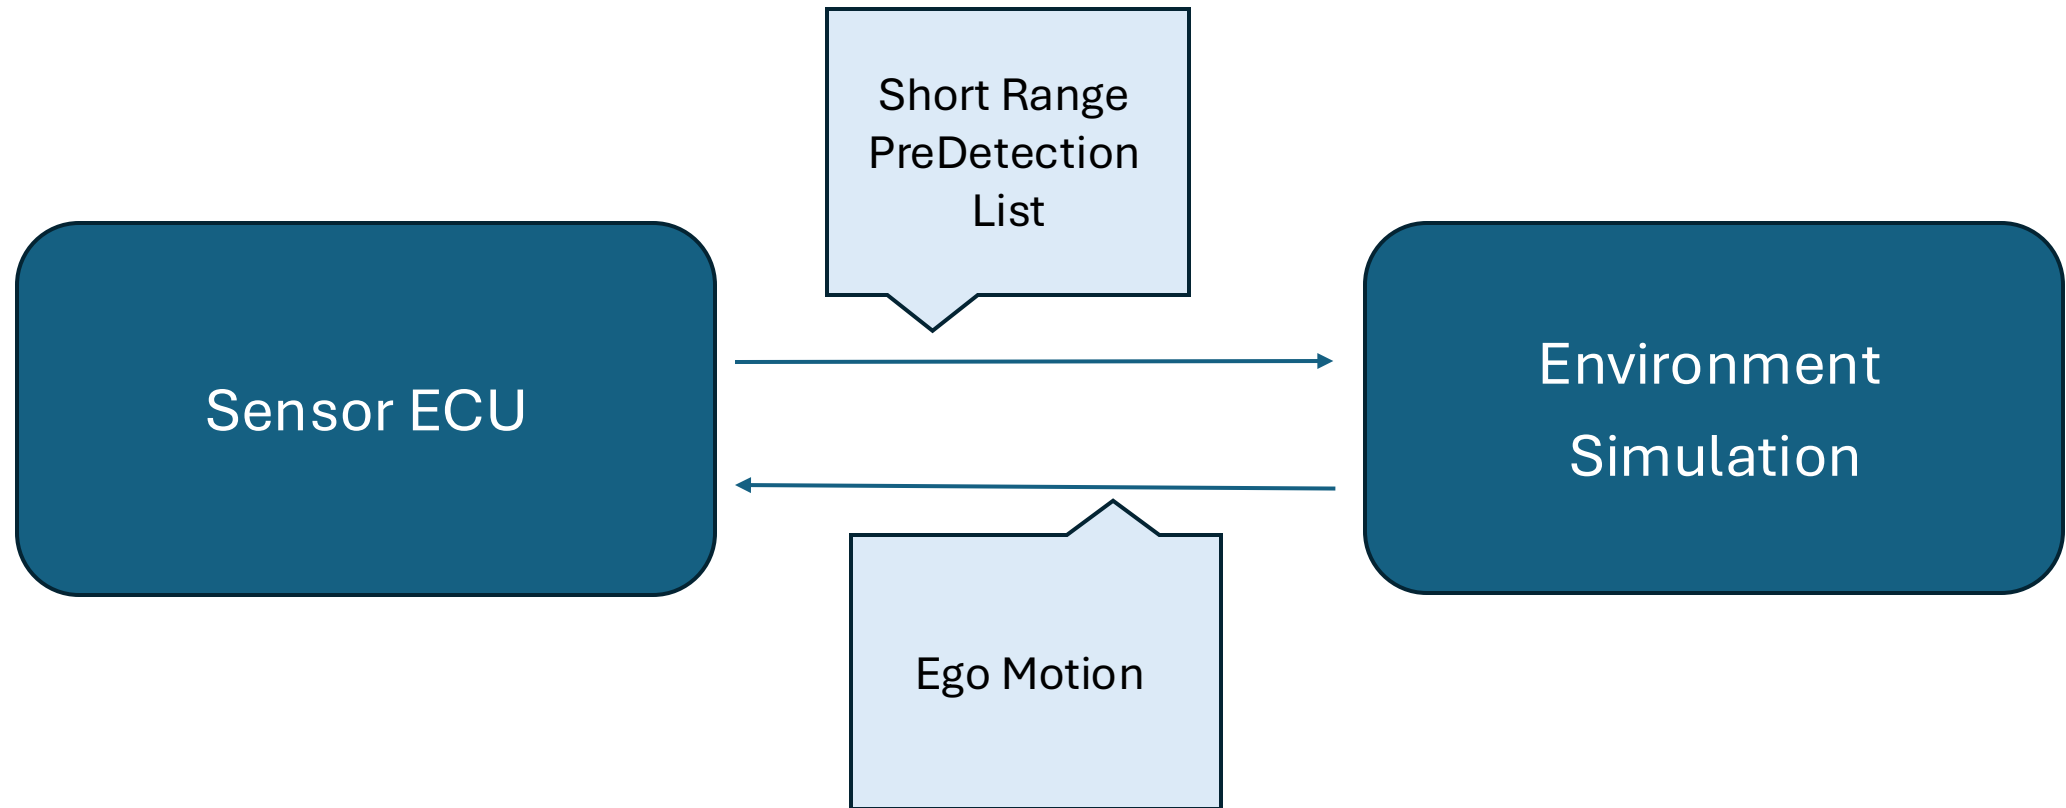 Short Range
PreDetection
List
Sensor ECU
Environment
Simulation
Ego Motion